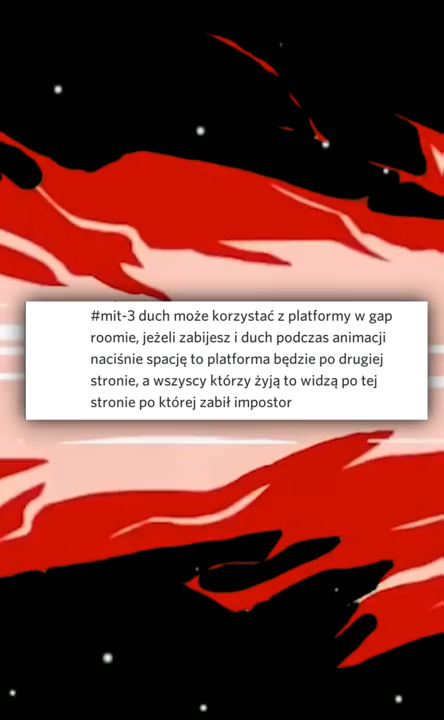 #mit-3 duch może korzystać z platformy w gap
roomie, jeżeli zabijesz i duch podczas animacji
naciśnie spację to platforma będzie po drugiej
stronie, a wszyscy którzy żyją to widzą po tej
stronie po której zabił impostor